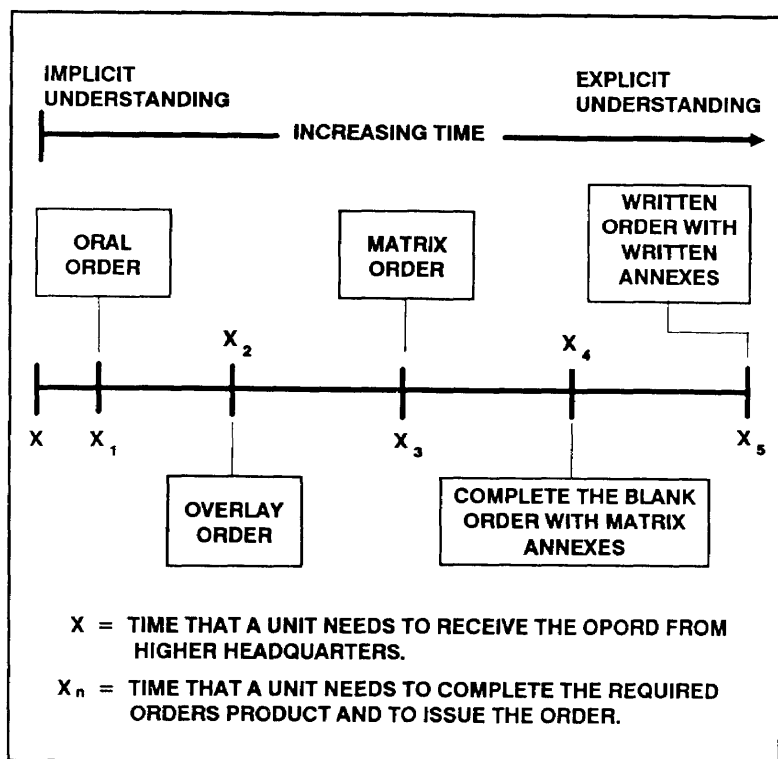 IMPLICIT
UNDERSTANDING
EXPLICIT
UNDERSTANDING
INCREASING TIME
ORAL
ORDER
MATRIX
ORDER
WRITTEN
ORDER WITH
WRITTEN
ANNEXES
X₂
X₄
X
X₁
X₃
X₅
OVERLAY
ORDER
COMPLETE THE BLANK
ORDER WITH MATRIX
ANNEXES
X = TIME THAT A UNIT NEEDS TO RECEIVE THE OPORD FROM
HIGHER HEADQUARTERS.
Xₙ = TIME THAT A UNIT NEEDS TO COMPLETE THE REQUIRED
ORDERS PRODUCT AND TO ISSUE THE ORDER.